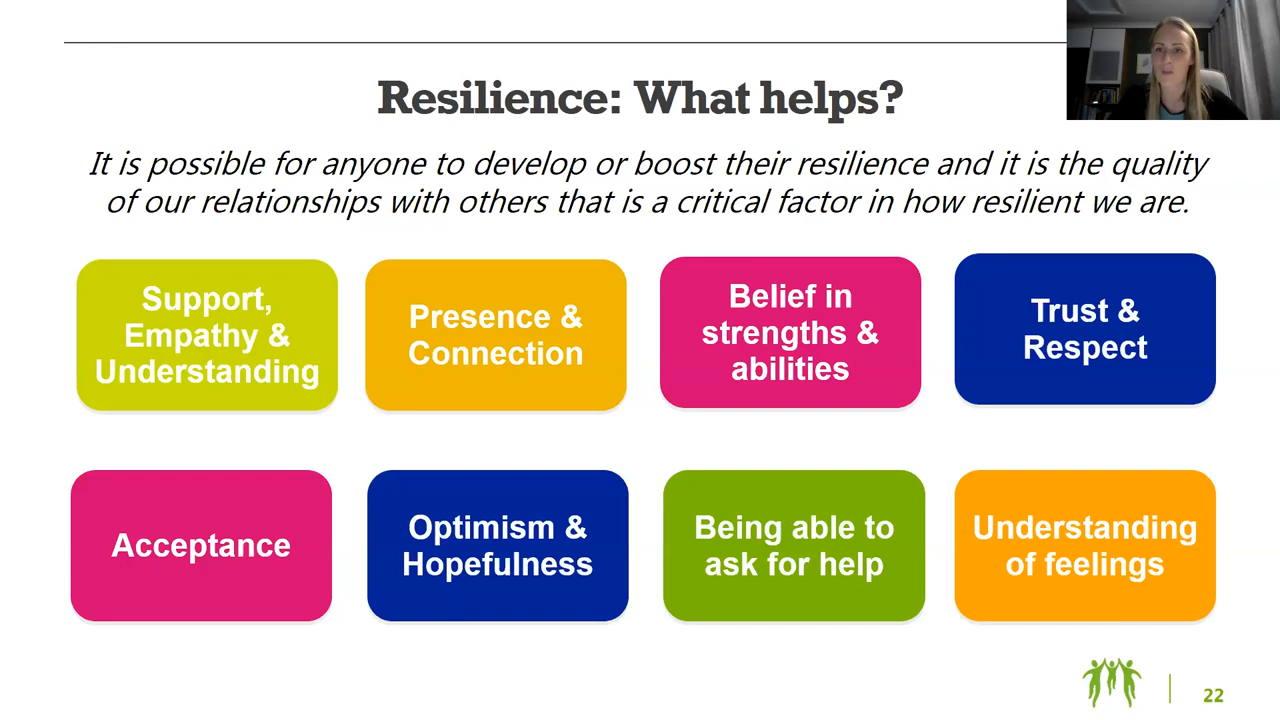 Resilience: What helps?
It is possible for anyone to develop or boost their resilience and it is the quality
of our relationships with others that is a critical factor in how resilient we are.
Support,
Empathy &
Understanding
Presence &
Connection
Belief in
strengths &
abilities
Trust &
Respect
Acceptance
Optimism &
Hopefulness
Being able to
ask for help
Understanding
of feelings
22